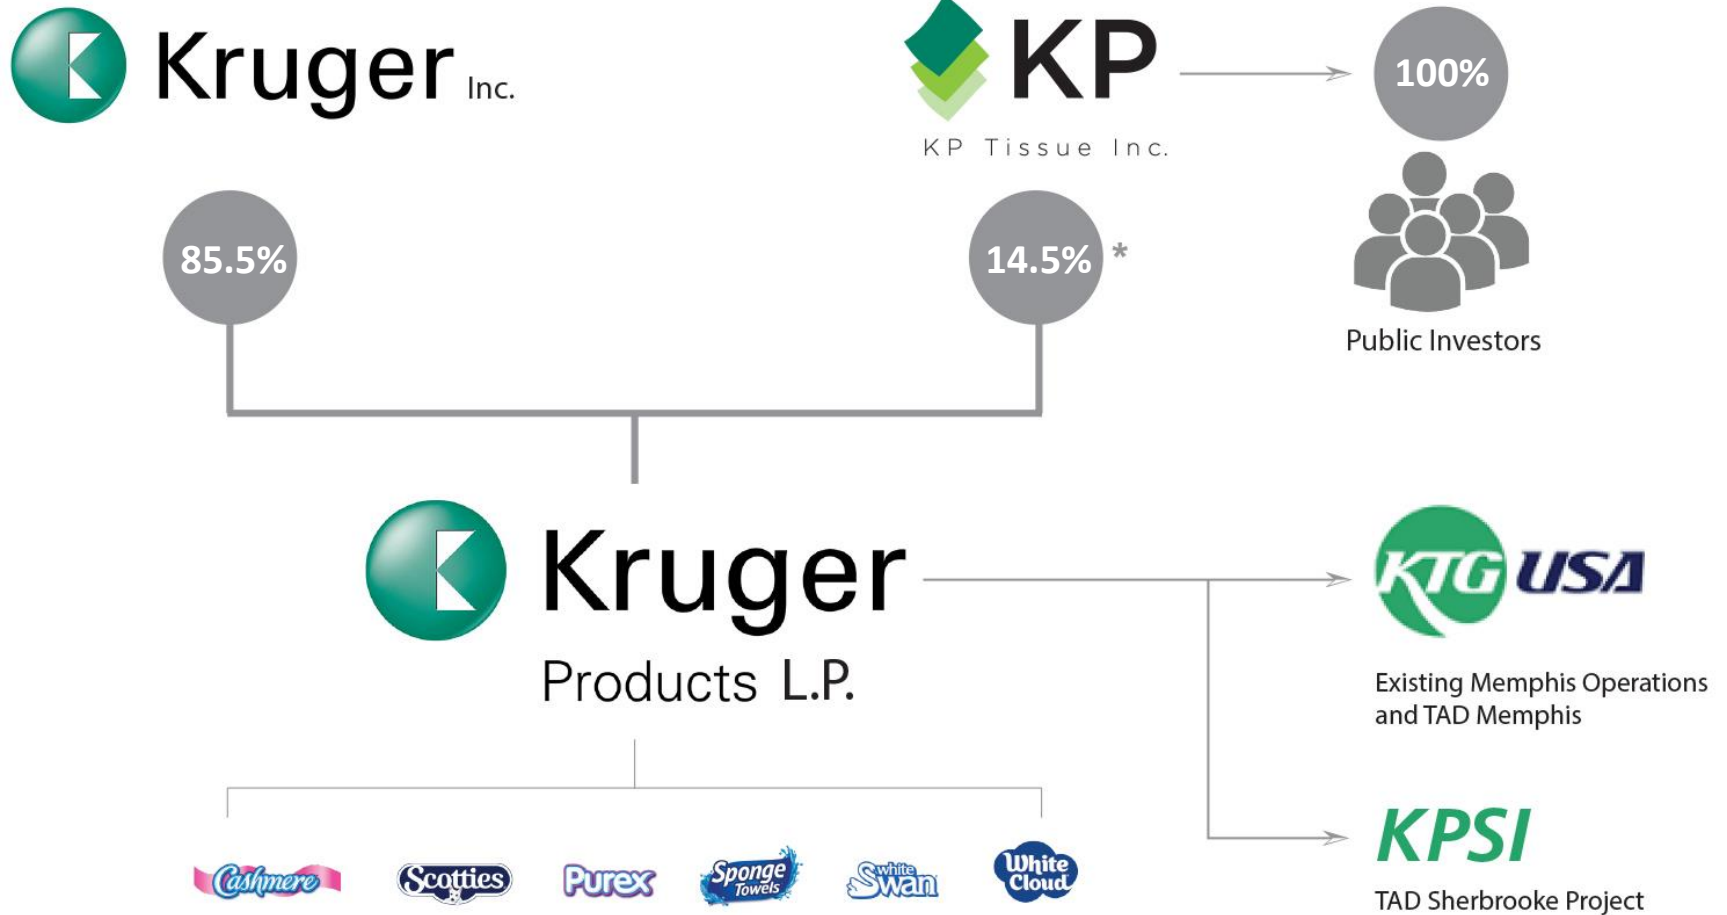 Kruger Inc.
KP
KP Tissue Inc.
100%
85.5%
14.5% *
Public Investors
Kruger
Products L.P.
KTG USA
Existing Memphis Operations
and TAD Memphis
KPSI
TAD Sherbrooke Project
Cashmere
Scotties
Purex
Sponge
Towels
white
Swan
White
Cloud